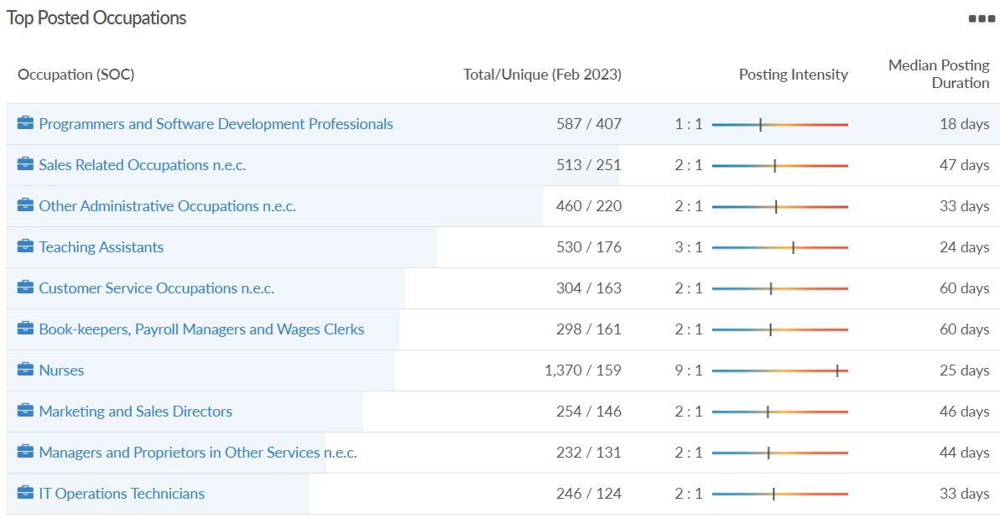 Top Posted Occupations
Occupation (SOC) Total/Unique (Feb 2023) Posting Intensity Median Posting Duration
Programmers and Software Development Professionals 587 / 407 1 : 1 18 days
Sales Related Occupations n.e.c. 513 / 251 2 : 1 47 days
Other Administrative Occupations n.e.c. 460 / 220 2 : 1 33 days
Teaching Assistants 530 / 176 3 : 1 24 days
Customer Service Occupations n.e.c. 304 / 163 2 : 1 60 days
Book-keepers, Payroll Managers and Wages Clerks 298 / 161 2 : 1 60 days
Nurses 1,370 / 159 9 : 1 25 days
Marketing and Sales Directors 254 / 146 2 : 1 46 days
Managers and Proprietors in Other Services n.e.c. 232 / 131 2 : 1 44 days
IT Operations Technicians 246 / 124 2 : 1 33 days